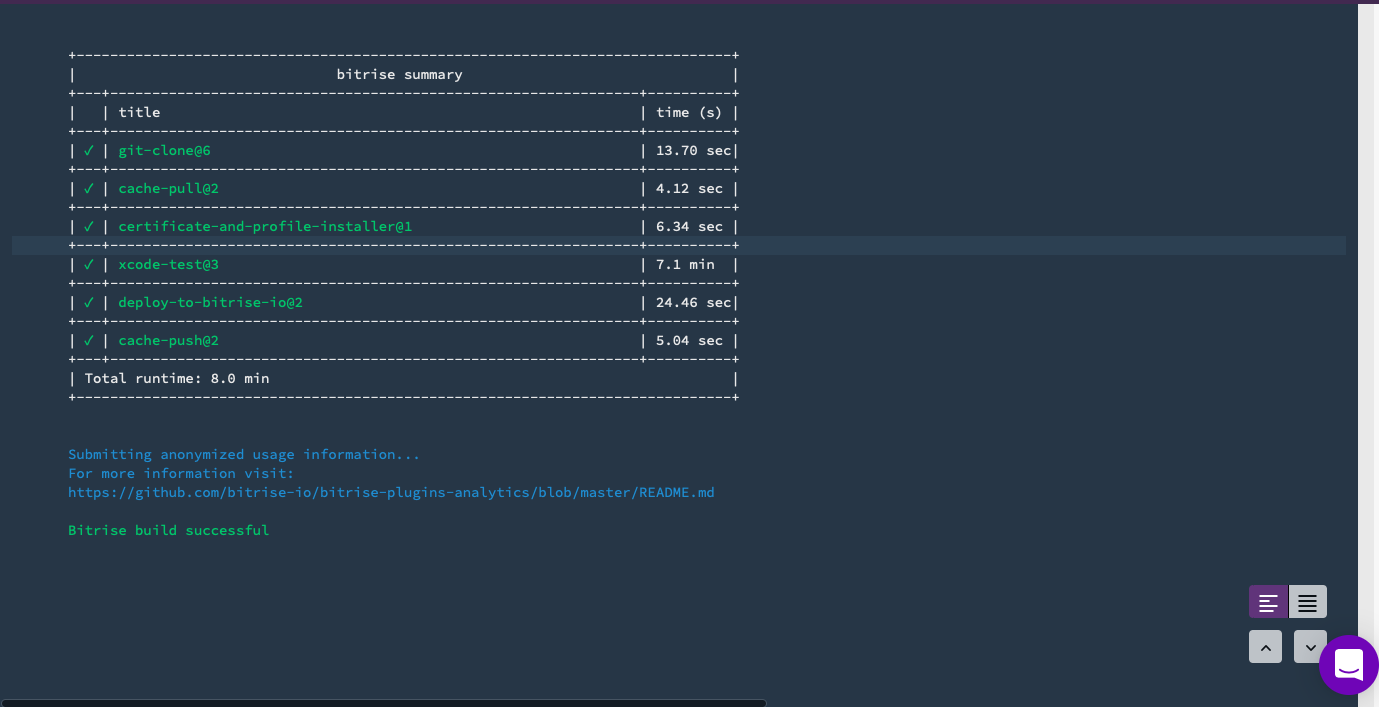 +------------------------------------------------------------------------------+
|                               bitrise summary                                |
+---+---------------------------------------------------------------+----------+
|   | title                                                         | time (s) |
+---+---------------------------------------------------------------+----------+
| ✓ | git-clone@6                                                   | 13.70 sec|
+---+---------------------------------------------------------------+----------+
| ✓ | cache-pull@2                                                  | 4.12 sec |
+---+---------------------------------------------------------------+----------+
| ✓ | certificate-and-profile-installer@1                           | 6.34 sec |
+---+---------------------------------------------------------------+----------+
| ✓ | xcode-test@3                                                  | 7.1 min  |
+---+---------------------------------------------------------------+----------+
| ✓ | deploy-to-bitrise-io@2                                        | 24.46 sec|
+---+---------------------------------------------------------------+----------+
| ✓ | cache-push@2                                                  | 5.04 sec |
+---+---------------------------------------------------------------+----------+
| Total runtime: 8.0 min                                                       |
+------------------------------------------------------------------------------+
Submitting anonymized usage information...
For more information visit:
https://github.com/bitrise-io/bitrise-plugins-analytics/blob/master/README.md
Bitrise build successful